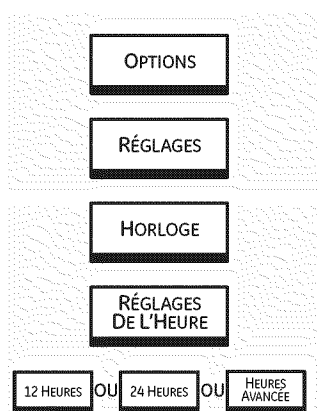 OPTIONS
RÉGLAGES
HORLOGE
RÉGLAGES
DE L'HEURE
12 HEURES OU 24 HEURES OU HEURES
AVANCÉE